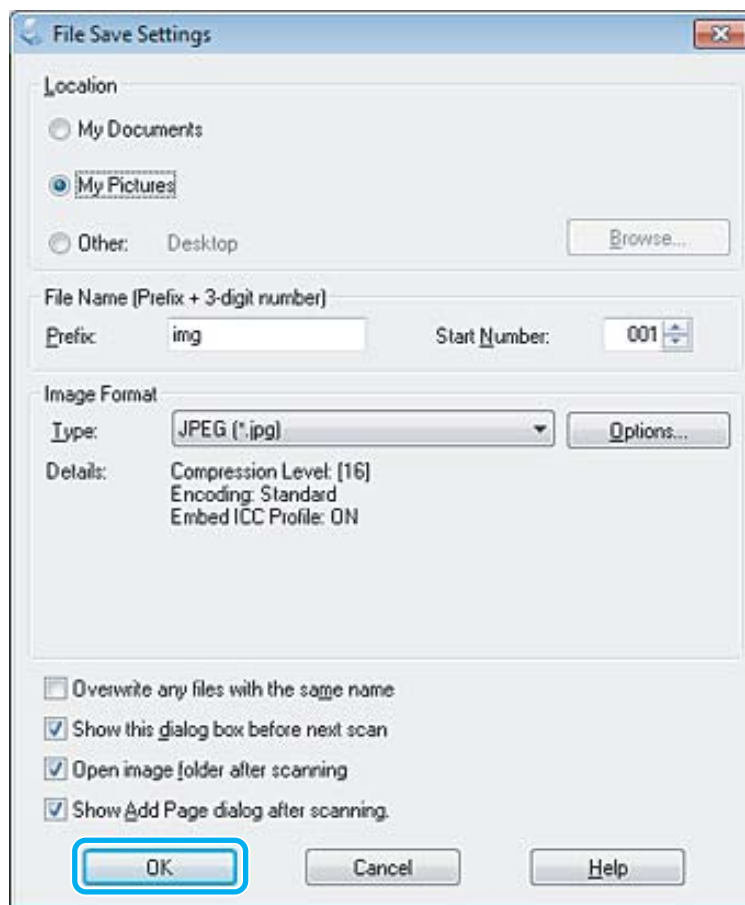 File Save Settings
Location
My Documents
My Pictures
Other: Desktop Browse...
File Name (Prefix + 3-digit number)
Prefix: img Start Number: 001
Image Format
Type: JPEG (*.jpg) Options...
Details: Compression Level: [16]
Encoding: Standard
Embed ICC Profile: ON
Overwrite any files with the same name
Show this dialog box before next scan
Open image folder after scanning
Show Add Page dialog after scanning.
OK Cancel Help